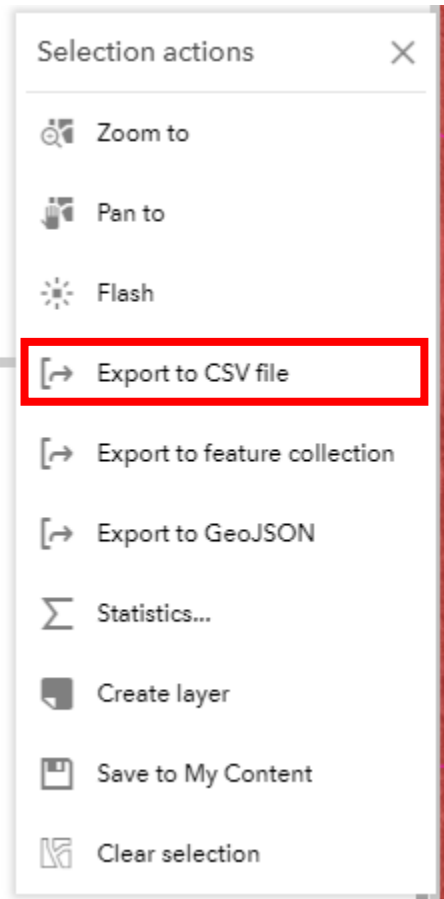 Selection actions
Zoom to
Pan to
Flash
Export to CSV file
Export to feature collection
Export to GeoJSON
Statistics...
Create layer
Save to My Content
Clear selection